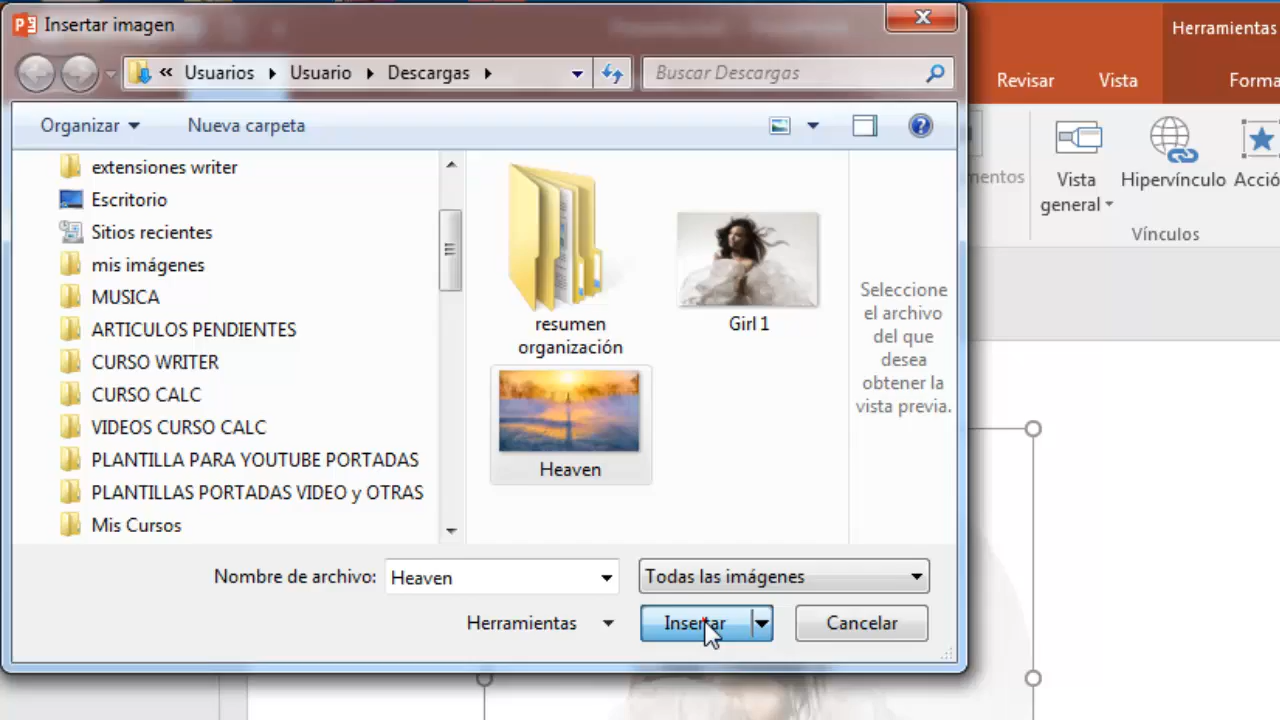 Insertar imagen
Herramientas
« Usuarios ▸ Usuario ▸ Descargas ▸
Buscar Descargas
Revisar
Vista
Forma
Organizar
Nueva carpeta
extensiones writer
Escritorio
Sitios recientes
mis imágenes
MUSICA
ARTICULOS PENDIENTES
CURSO WRITER
CURSO CALC
VIDEOS CURSO CALC
PLANTILLA PARA YOUTUBE PORTADAS
PLANTILLAS PORTADAS VIDEO y OTRAS
Mis Cursos
resumen
organización
Girl 1
Heaven
Seleccione
el archivo
del que
desea
obtener la
vista previa.
mentos
Vista
general
Hipervínculo
Acció
Vínculos
Nombre de archivo:
Heaven
Todas las imágenes
Herramientas
Insertar
Cancelar